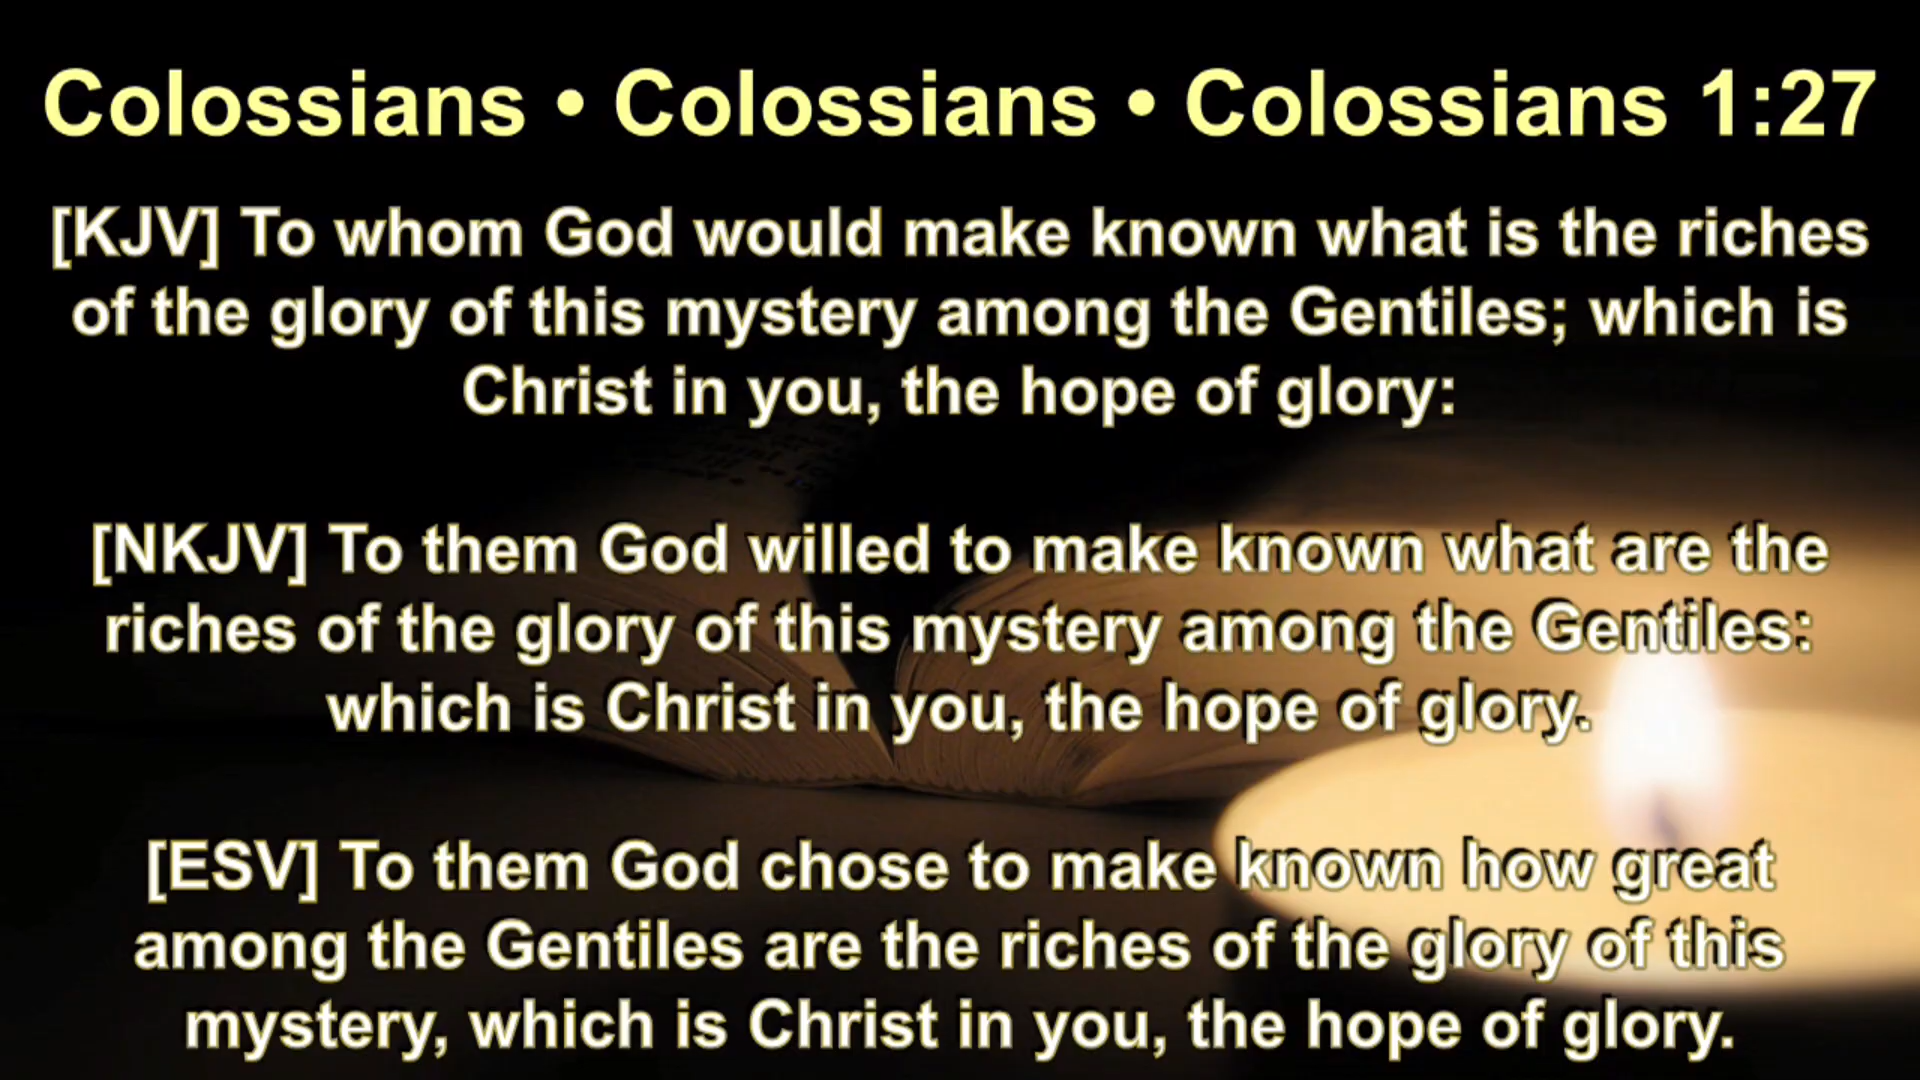 Colossians • Colossians • Colossians 1:27
[KJV] To whom God would make known what is the riches
of the glory of this mystery among the Gentiles; which is
Christ in you, the hope of glory:
[NKJV] To them God willed to make known what are the
riches of the glory of this mystery among the Gentiles:
which is Christ in you, the hope of glory.
[ESV] To them God chose to make known how great
among the Gentiles are the riches of the glory of this
mystery, which is Christ in you, the hope of glory.